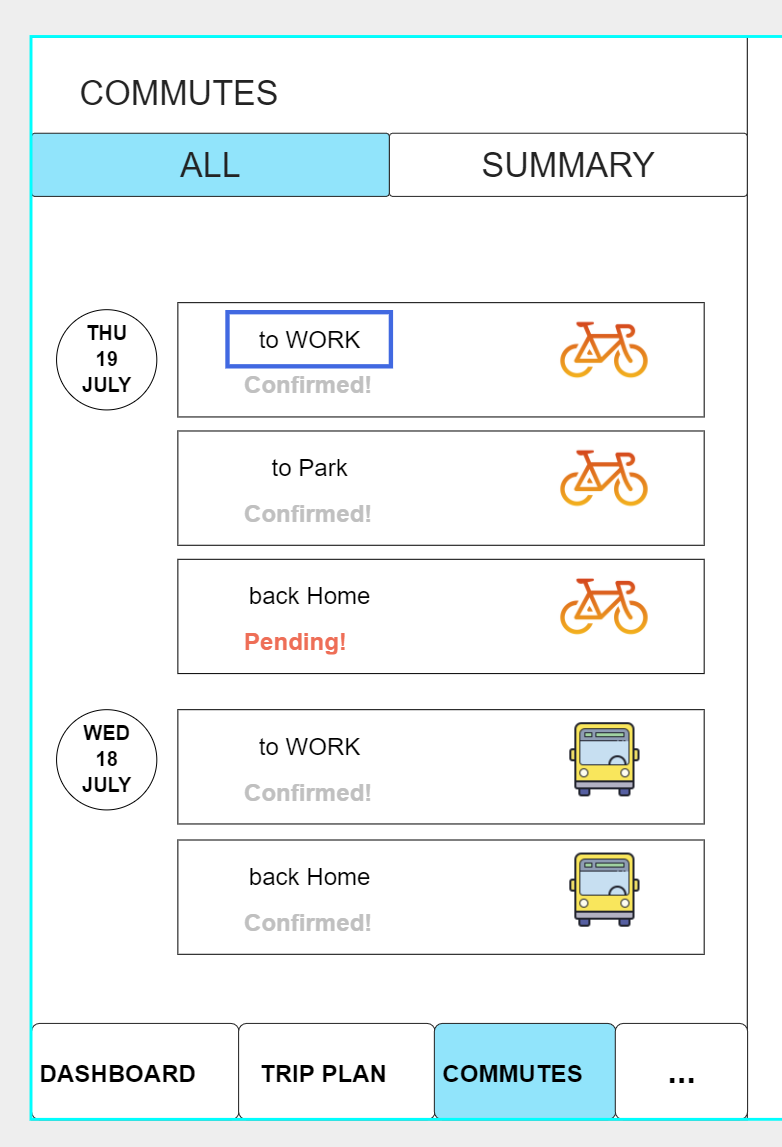 COMMUTES
ALL
SUMMARY
THU
19
JULY
to WORK
Confirmed!
to Park
Confirmed!
back Home
Pending!
WED
18
JULY
to WORK
Confirmed!
back Home
Confirmed!
DASHBOARD
TRIP PLAN
COMMUTES
...